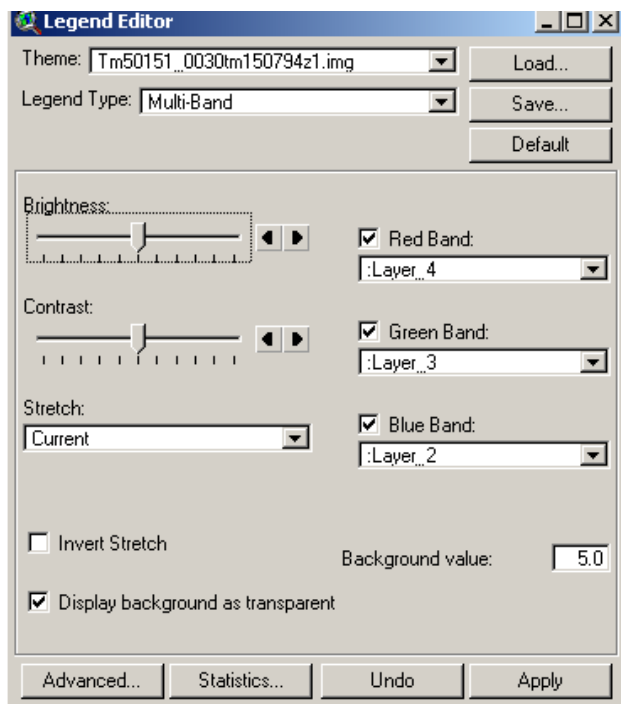 Legend Editor
Theme: Tm50151_0030tm150794z1.img
Load...
Legend Type: Multi-Band
Save...
Default
Brightness:
Red Band:
:Layer_4
Contrast:
Green Band:
:Layer_3
Stretch:
Current
Blue Band:
:Layer_2
Invert Stretch
Background value: 5.0
Display background as transparent
Advanced... Statistics... Undo Apply